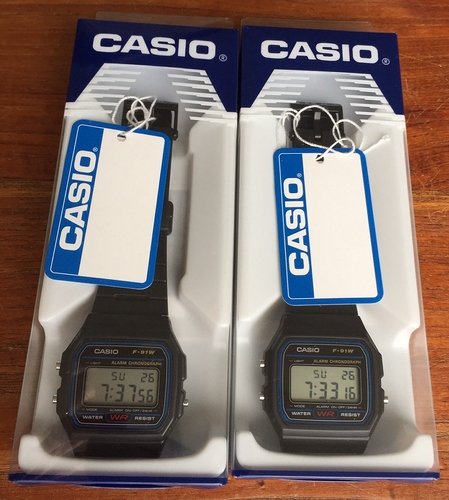 CASIO®
CASIO®
CASIO
F-91W
LIGHT
ALARM CHRONOGRAPH
SU 26
7:37 56
MODE
ALARM ON·OFF/24HR
WATER WR RESIST
CASIO®
CASIO®
CASIO
F-91W
LIGHT
ALARM CHRONOGRAPH
SU 26
7:33 16
MODE
ALARM ON·OFF/24HR
WATER WR RESIST